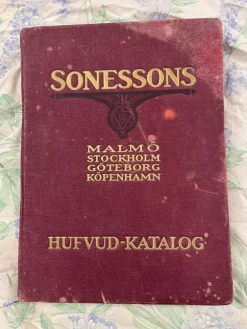 SONESSONS
MALMÖ
STOCKHOLM
GÖTEBORG
KÖPENHAMN
HUFVUD-KATALOG